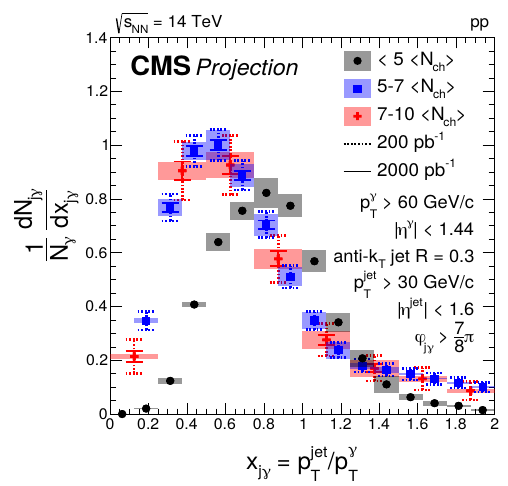 √s_NN = 14 TeV
pp
CMS Projection
< 5 <N_ch>
5-7 <N_ch>
7-10 <N_ch>
200 pb^-1
2000 pb^-1
p_T^γ > 60 GeV/c
|η^γ| < 1.44
anti-k_T jet R = 0.3
p_T^jet > 30 GeV/c
|η^jet| < 1.6
φ_jγ > 7/8 π
1/N_γ dN_jγ/dx_jγ
1.4
1.2
1
0.8
0.6
0.4
0.2
0
0 0.2 0.4 0.6 0.8 1.0 1.2 1.4 1.6 1.8 2
x_jγ = p_T^jet/p_T^γ